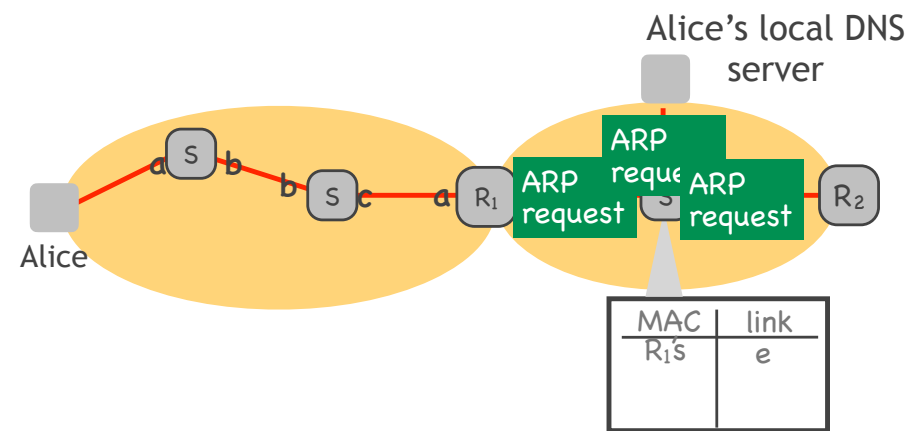 Alice's local DNS
server
ARP
reque
ARP
request
ARP
request
S
a
b
b
S
c
a
R₁
S
R₂
Alice
MAC link
R₁'s e